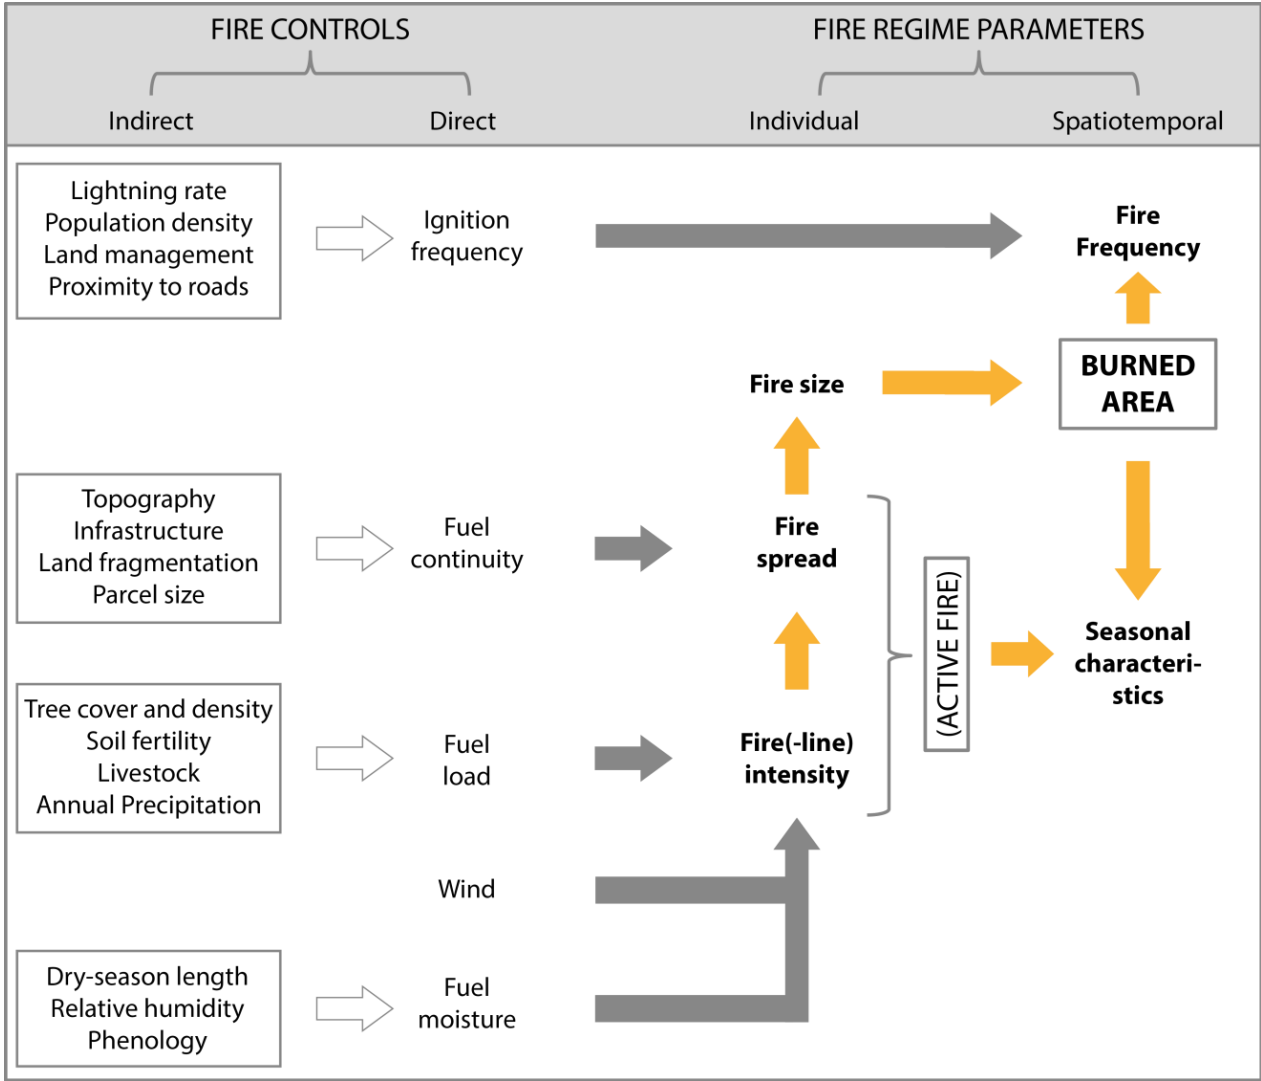 FIRE CONTROLS
FIRE REGIME PARAMETERS
Indirect
Direct
Individual
Spatiotemporal
Lightning rate
Population density
Land management
Proximity to roads
Ignition
frequency
Fire
Frequency
Fire size
BURNED
AREA
Topography
Infrastructure
Land fragmentation
Parcel size
Fuel
continuity
Fire
spread
(ACTIVE FIRE)
Seasonal
characteri-
stics
Tree cover and density
Soil fertility
Livestock
Annual Precipitation
Fuel
load
Fire(-line)
intensity
Wind
Dry-season length
Relative humidity
Phenology
Fuel
moisture